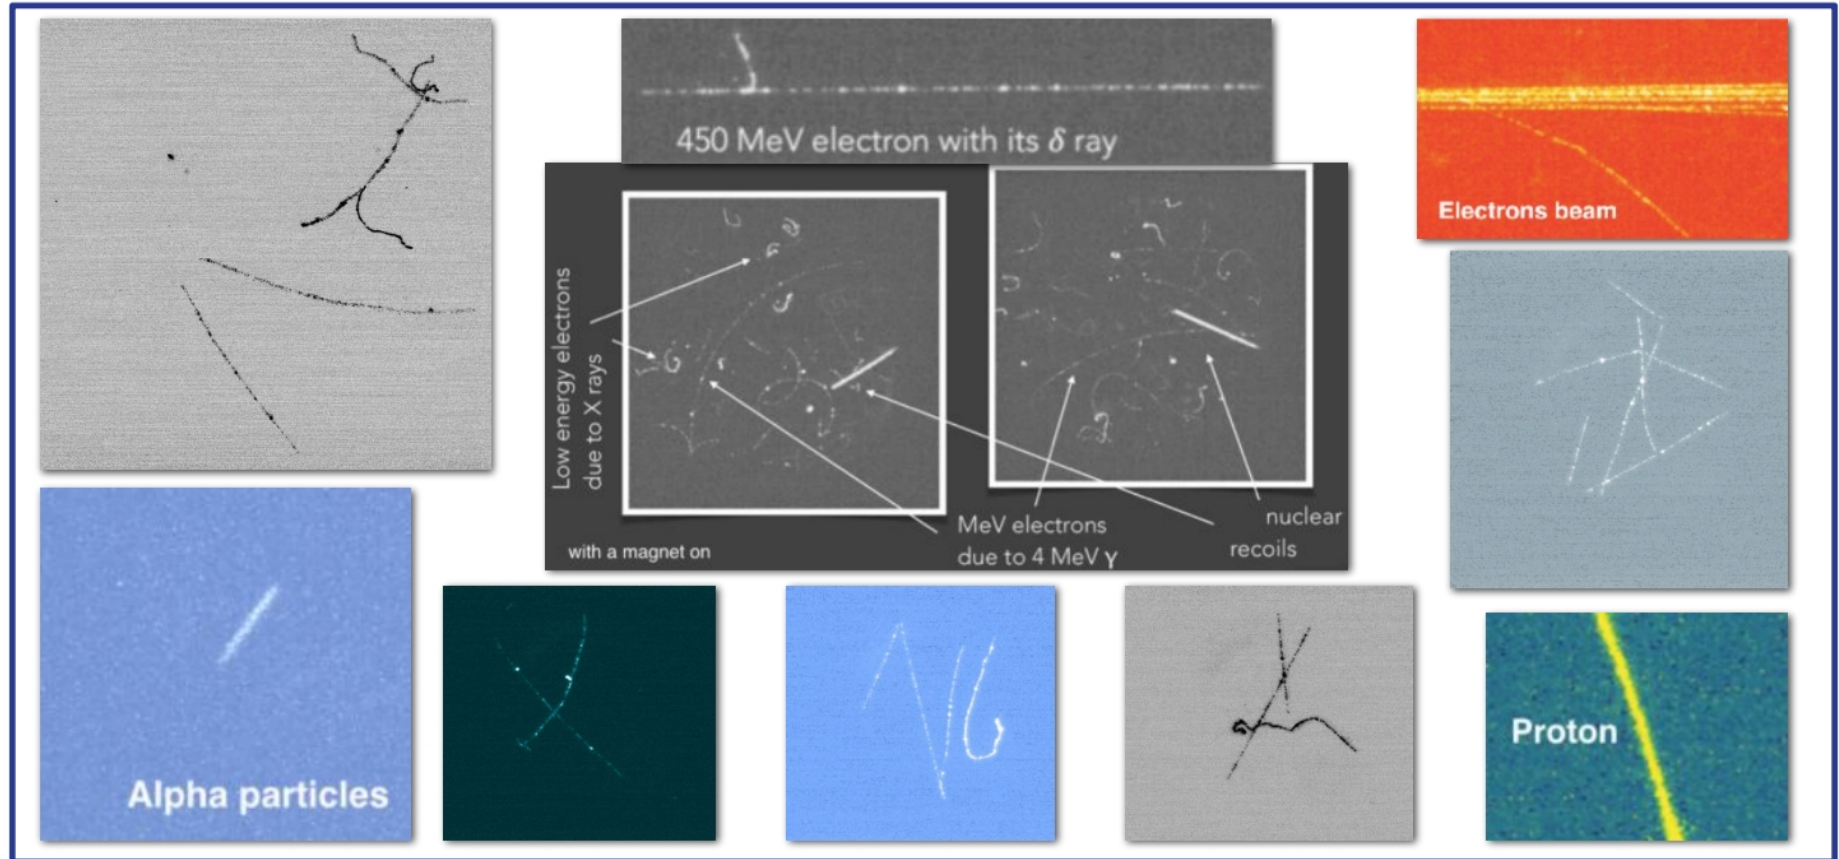 450 MeV electron with its δ ray
Electrons beam
Low energy electrons
due to X rays
MeV electrons
due to 4 MeV γ
nuclear
recoils
with a magnet on
Alpha particles
Proton